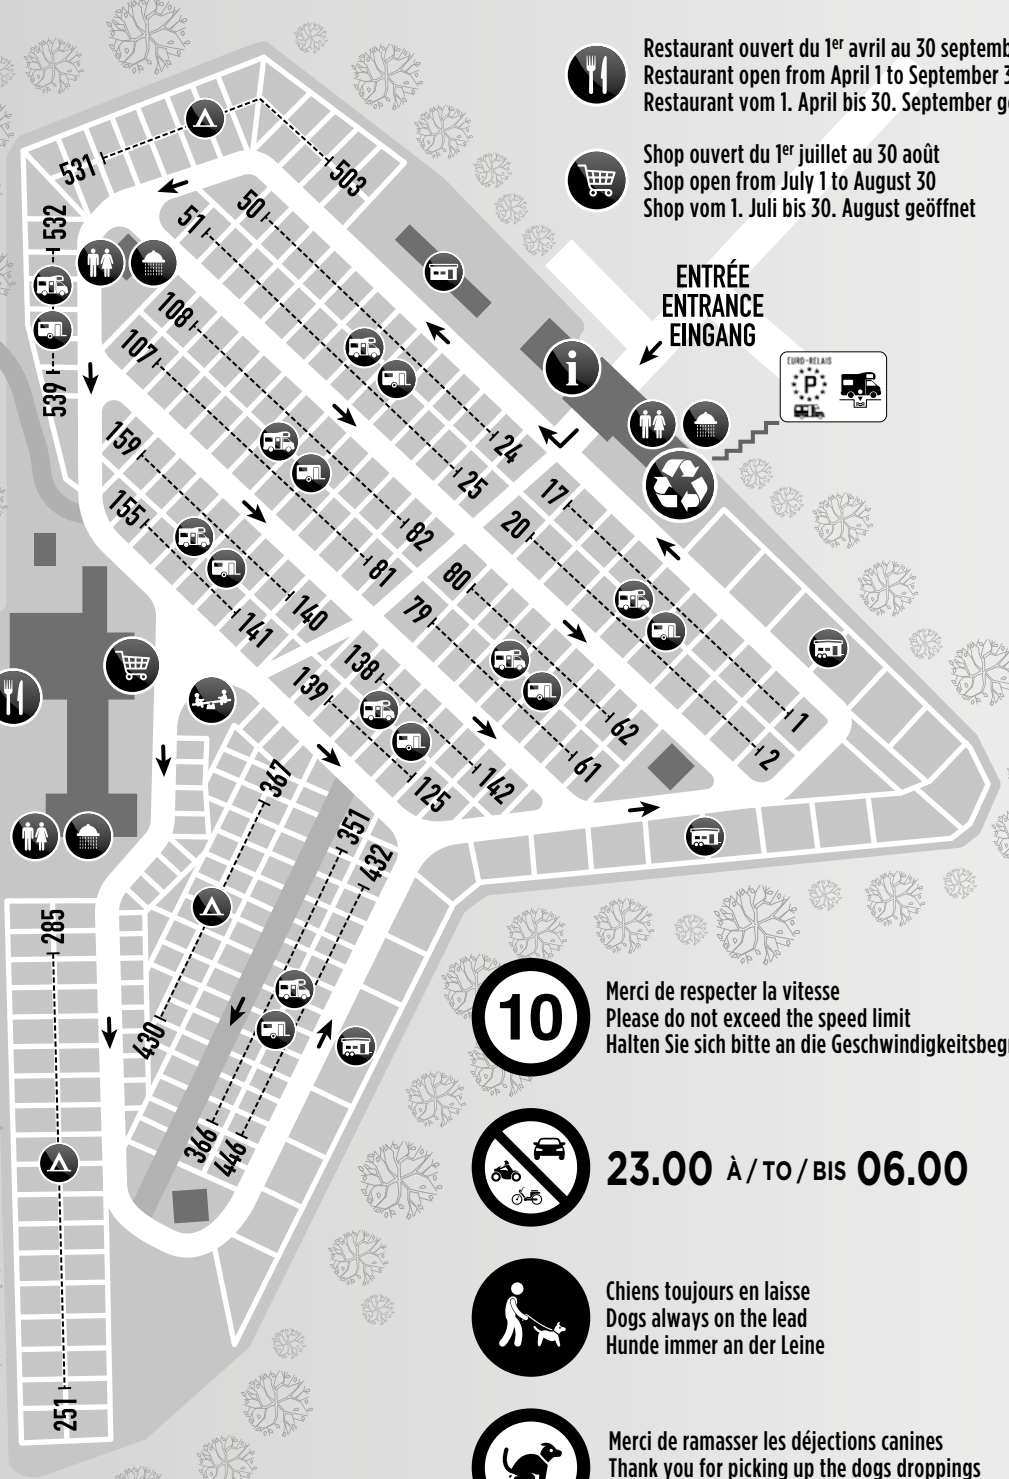 Restaurant ouvert du 1er avril au 30 septemb
Restaurant open from April 1 to September 3
Restaurant vom 1. April bis 30. September g
Shop ouvert du 1er juillet au 30 août
Shop open from July 1 to August 30
Shop vom 1. Juli bis 30. August geöffnet
ENTRÉE
ENTRANCE
EINGANG
EURO-RELAIS
P
i
531
503
532
539
50
51
108
107
159
155
24
25
17
20
82
81
80
79
140
141
138
139
1
2
62
61
142
125
367
351
432
285
430
366
446
251
10
Merci de respecter la vitesse
Please do not exceed the speed limit
Halten Sie sich bitte an die Geschwindigkeitsbeg
23.00 À / TO / BIS 06.00
Chiens toujours en laisse
Dogs always on the lead
Hunde immer an der Leine
Merci de ramasser les déjections canines
Thank you for picking up the dogs droppings